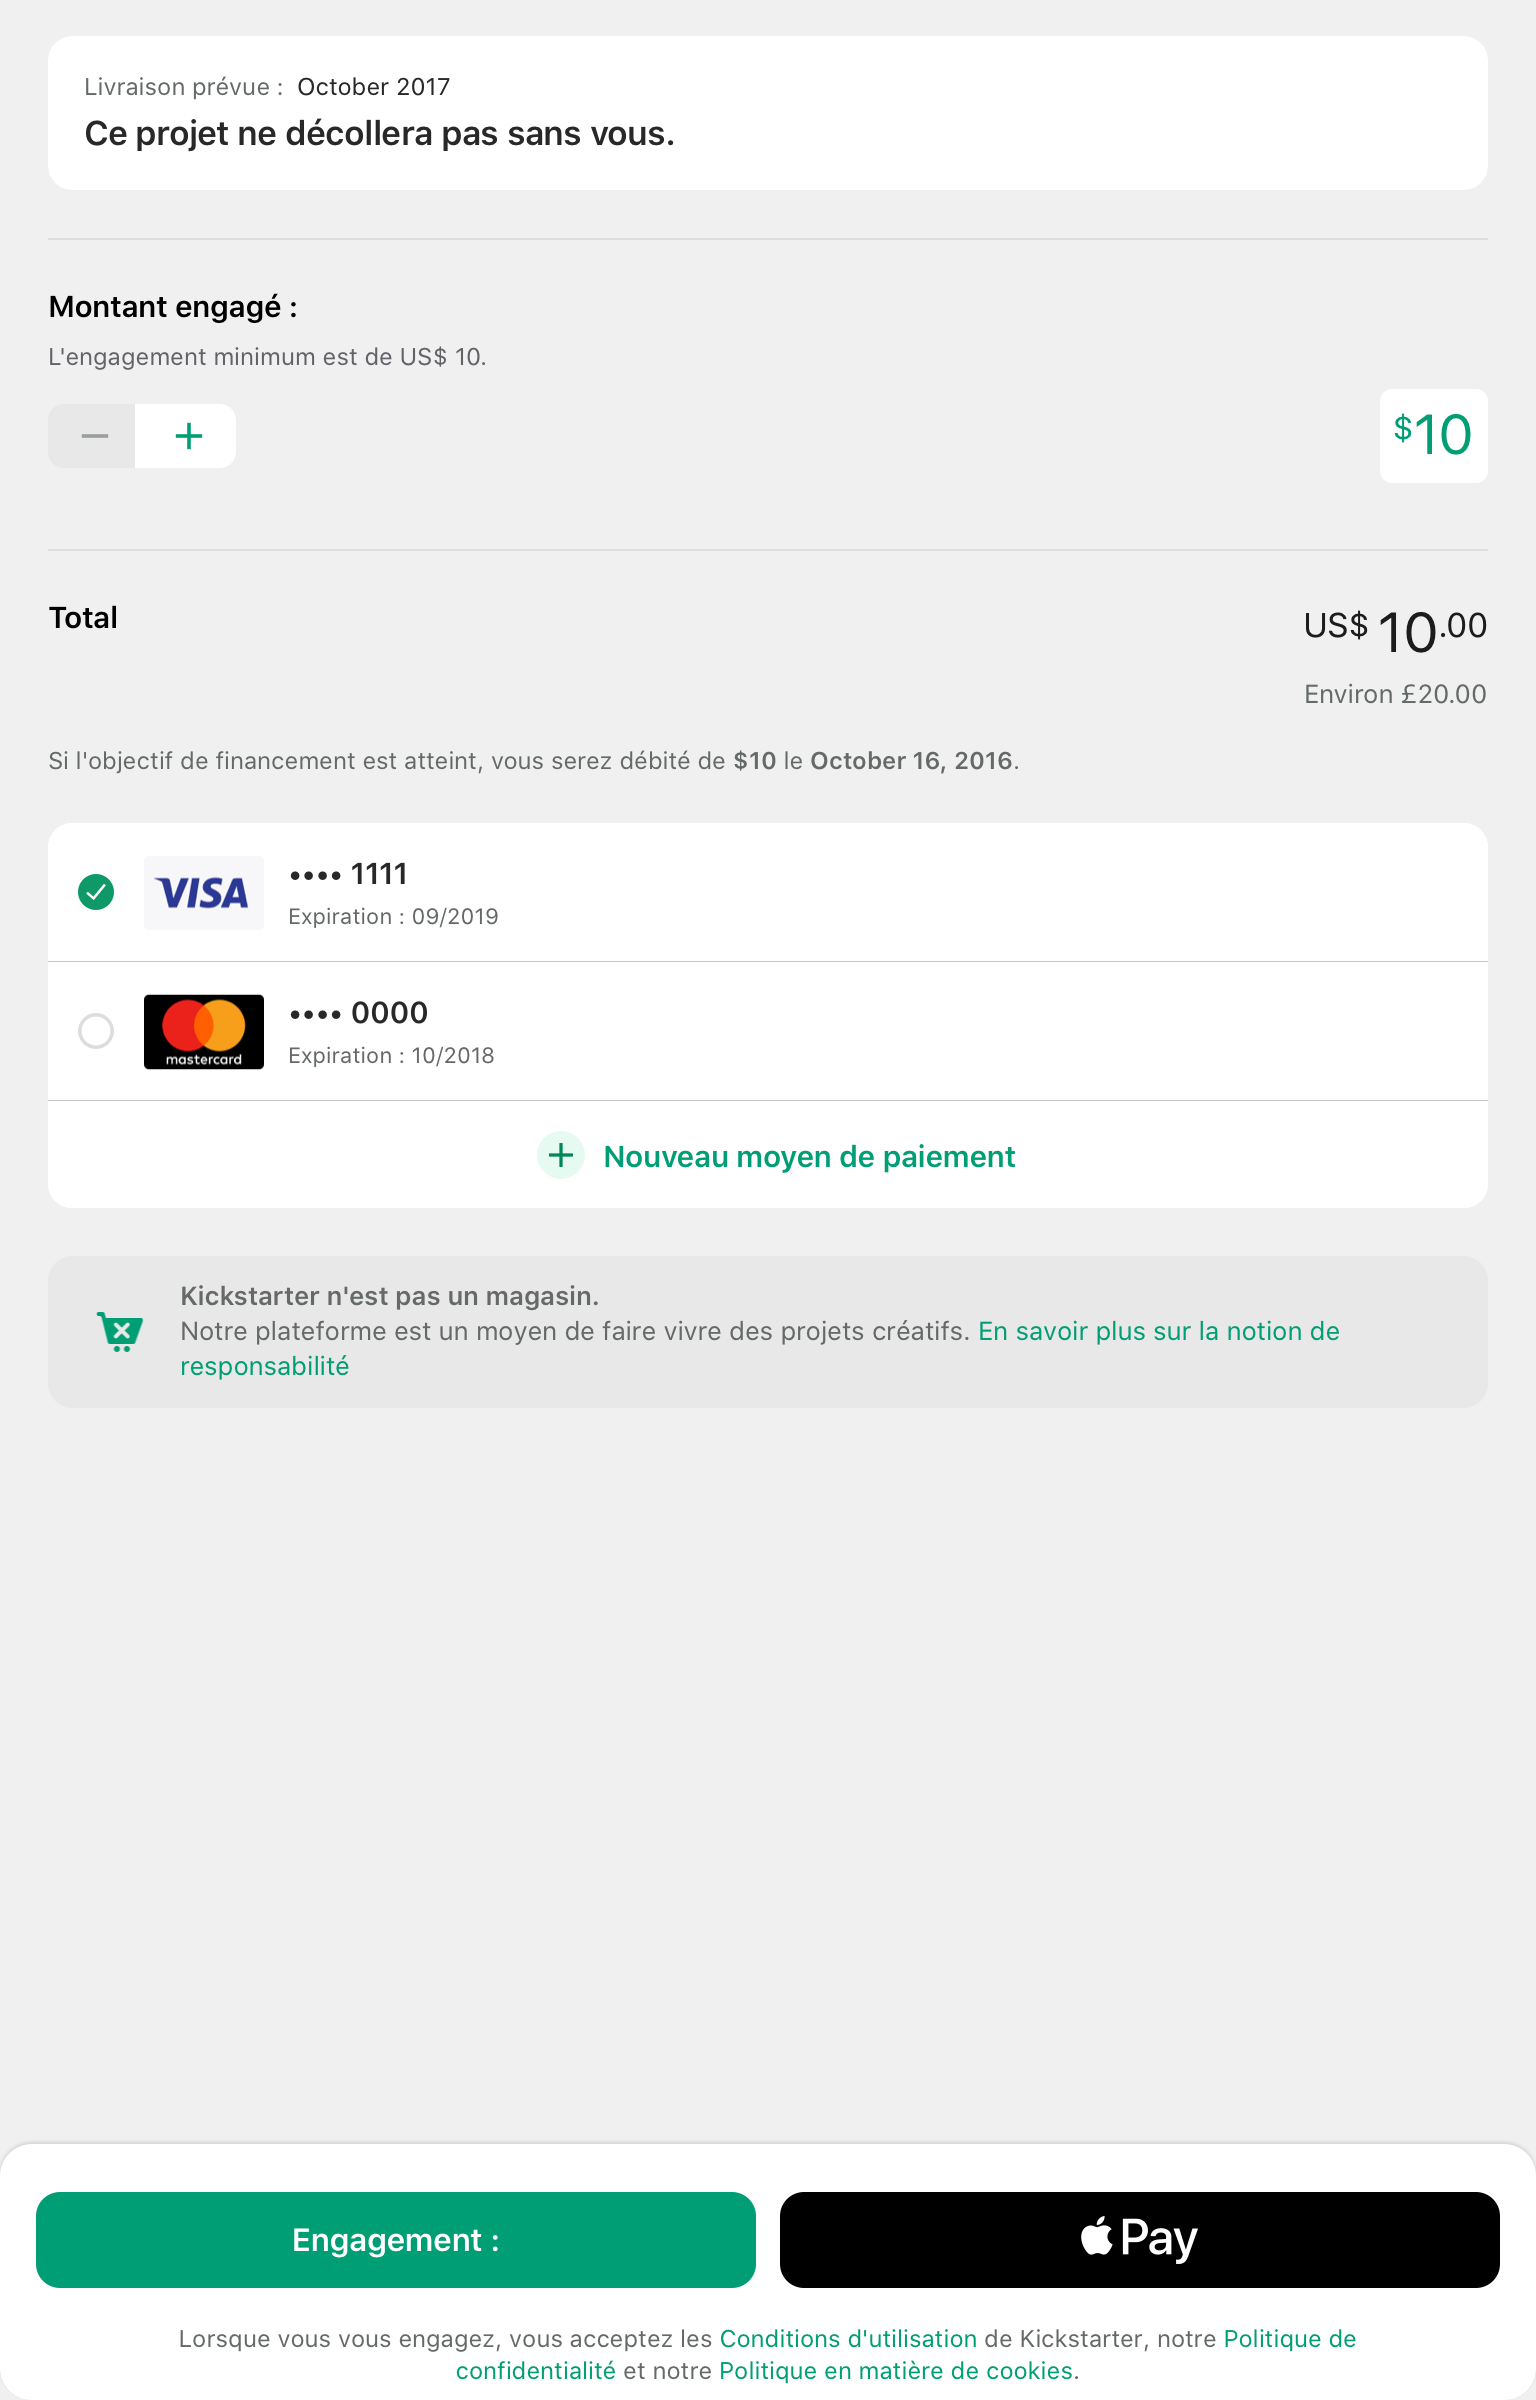 Livraison prévue : October 2017
Ce projet ne décollera pas sans vous.
Montant engagé :
L'engagement minimum est de US$ 10.
$10
Total
US$ 10.00
Environ £20.00
Si l'objectif de financement est atteint, vous serez débité de $10 le October 16, 2016.
VISA
•••• 1111
Expiration : 09/2019
mastercard
•••• 0000
Expiration : 10/2018
Nouveau moyen de paiement
Kickstarter n'est pas un magasin.
Notre plateforme est un moyen de faire vivre des projets créatifs. En savoir plus sur la notion de
responsabilité
Engagement :
Pay
Lorsque vous vous engagez, vous acceptez les Conditions d'utilisation de Kickstarter, notre Politique de
confidentialité et notre Politique en matière de cookies.